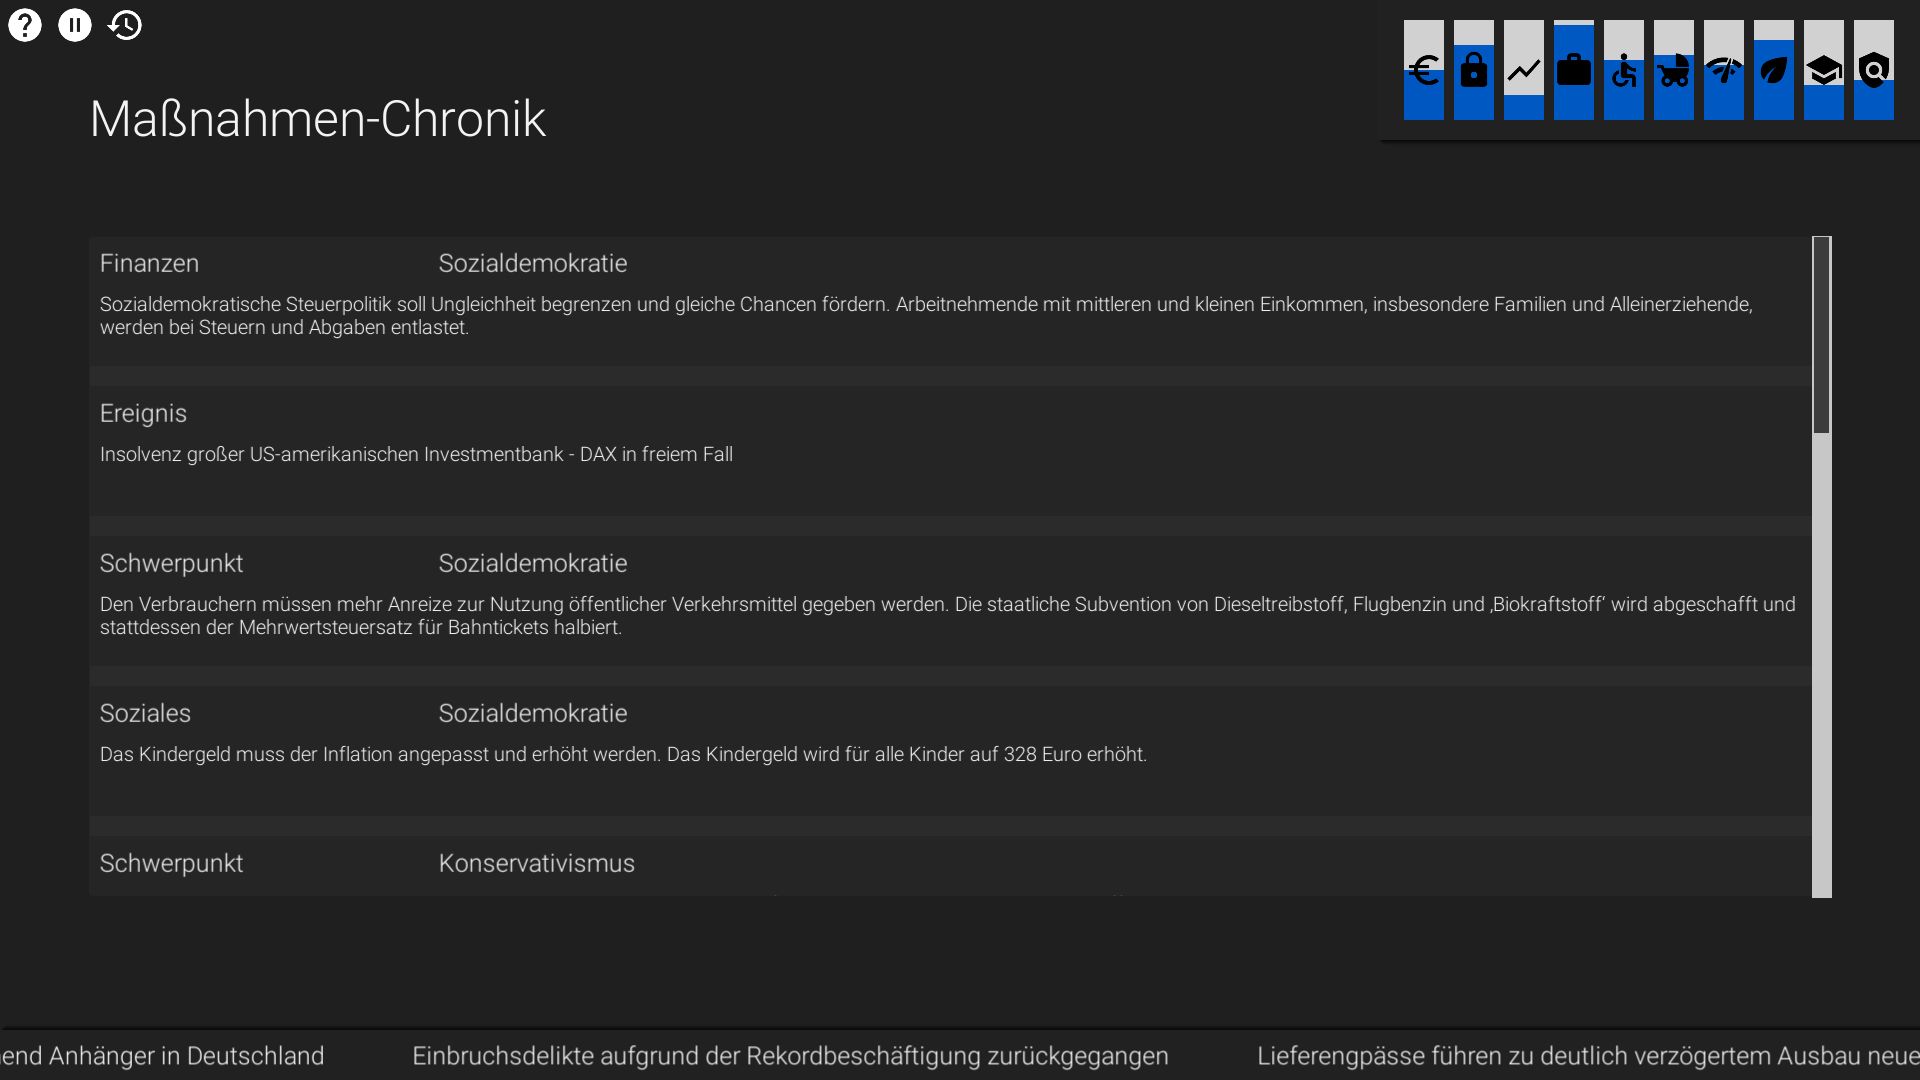 Maßnahmen-Chronik
Finanzen Sozialdemokratie
Sozialdemokratische Steuerpolitik soll Ungleichheit begrenzen und gleiche Chancen fördern. Arbeitnehmende mit mittleren und kleinen Einkommen, insbesondere Familien und Alleinerziehende,
werden bei Steuern und Abgaben entlastet.
Ereignis
Insolvenz großer US-amerikanischen Investmentbank - DAX in freiem Fall
Schwerpunkt Sozialdemokratie
Den Verbrauchern müssen mehr Anreize zur Nutzung öffentlicher Verkehrsmittel gegeben werden. Die staatliche Subvention von Dieseltreibstoff, Flugbenzin und ‚Biokraftstoff‘ wird abgeschafft und
stattdessen der Mehrwertsteuersatz für Bahntickets halbiert.
Soziales Sozialdemokratie
Das Kindergeld muss der Inflation angepasst und erhöht werden. Das Kindergeld wird für alle Kinder auf 328 Euro erhöht.
Schwerpunkt Konservativismus
end Anhänger in Deutschland Einbruchsdelikte aufgrund der Rekordbeschäftigung zurückgegangen Lieferengpässe führen zu deutlich verzögertem Ausbau neue